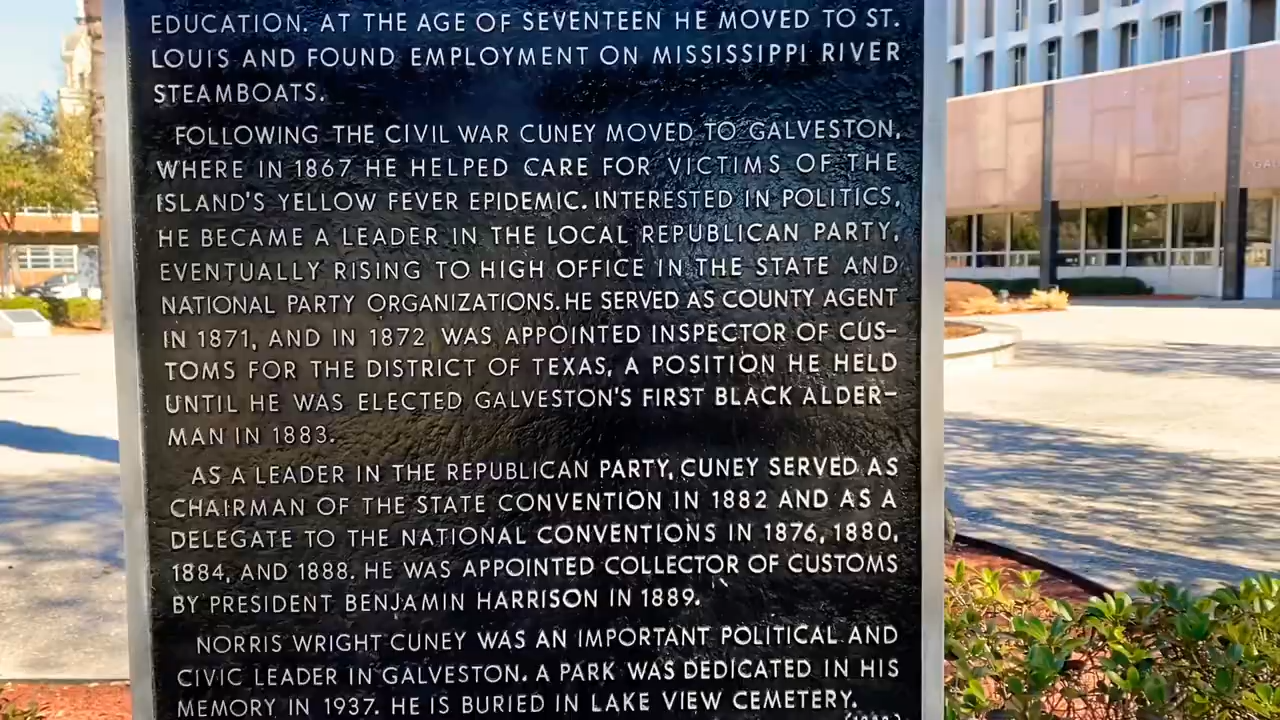 EDUCATION. AT THE AGE OF SEVENTEEN HE MOVED TO ST.
LOUIS AND FOUND EMPLOYMENT ON MISSISSIPPI RIVER
STEAMBOATS.
FOLLOWING THE CIVIL WAR CUNEY MOVED TO GALVESTON,
WHERE IN 1867 HE HELPED CARE FOR VICTIMS OF THE
ISLAND'S YELLOW FEVER EPIDEMIC. INTERESTED IN POLITICS,
HE BECAME A LEADER IN THE LOCAL REPUBLICAN PARTY,
EVENTUALLY RISING TO HIGH OFFICE IN THE STATE AND
NATIONAL PARTY ORGANIZATIONS. HE SERVED AS COUNTY AGENT
IN 1871, AND IN 1872 WAS APPOINTED INSPECTOR OF CUS-
TOMS FOR THE DISTRICT OF TEXAS, A POSITION HE HELD
UNTIL HE WAS ELECTED GALVESTON'S FIRST BLACK ALDER-
MAN IN 1883.
AS A LEADER IN THE REPUBLICAN PARTY, CUNEY SERVED AS
CHAIRMAN OF THE STATE CONVENTION IN 1882 AND AS A
DELEGATE TO THE NATIONAL CONVENTIONS IN 1876, 1880,
1884, AND 1888. HE WAS APPOINTED COLLECTOR OF CUSTOMS
BY PRESIDENT BENJAMIN HARRISON IN 1889.
NORRIS WRIGHT CUNEY WAS AN IMPORTANT POLITICAL AND
CIVIC LEADER IN GALVESTON. A PARK WAS DEDICATED IN HIS
MEMORY IN 1937. HE IS BURIED IN LAKE VIEW CEMETERY.